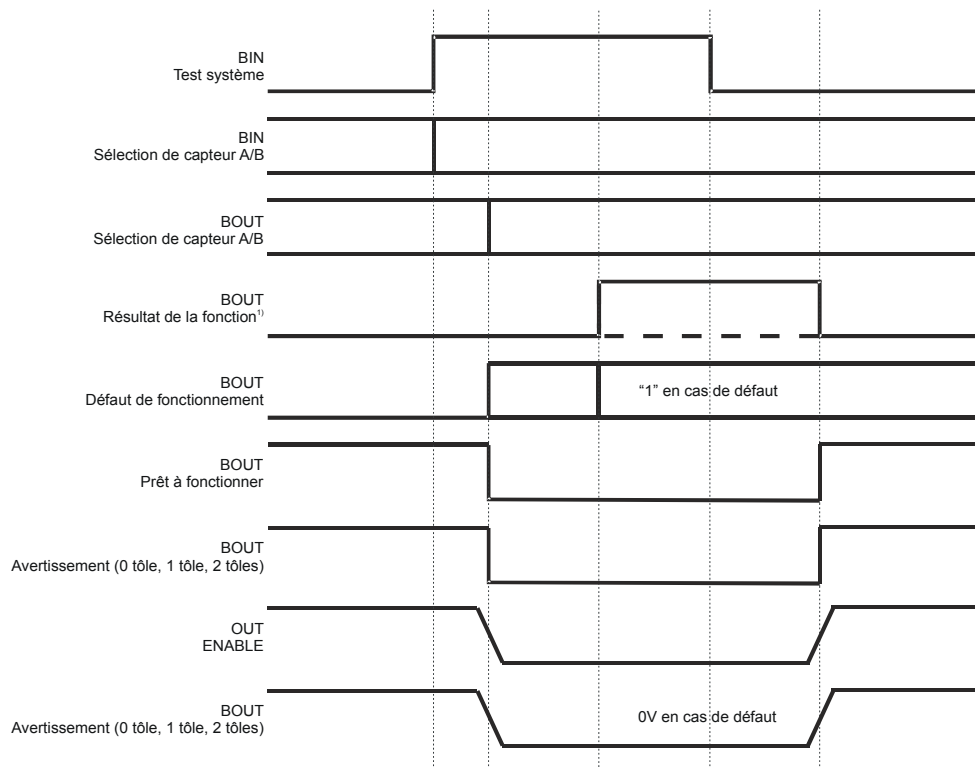 BIN
Test système
BIN
Sélection de capteur A/B
BOUT
Sélection de capteur A/B
BOUT
Résultat de la fonction¹⁾
BOUT
Défaut de fonctionnement
“1” en cas de défaut
BOUT
Prêt à fonctionner
BOUT
Avertissement (0 tôle, 1 tôle, 2 tôles)
OUT
ENABLE
BOUT
Avertissement (0 tôle, 1 tôle, 2 tôles)
0V en cas de défaut